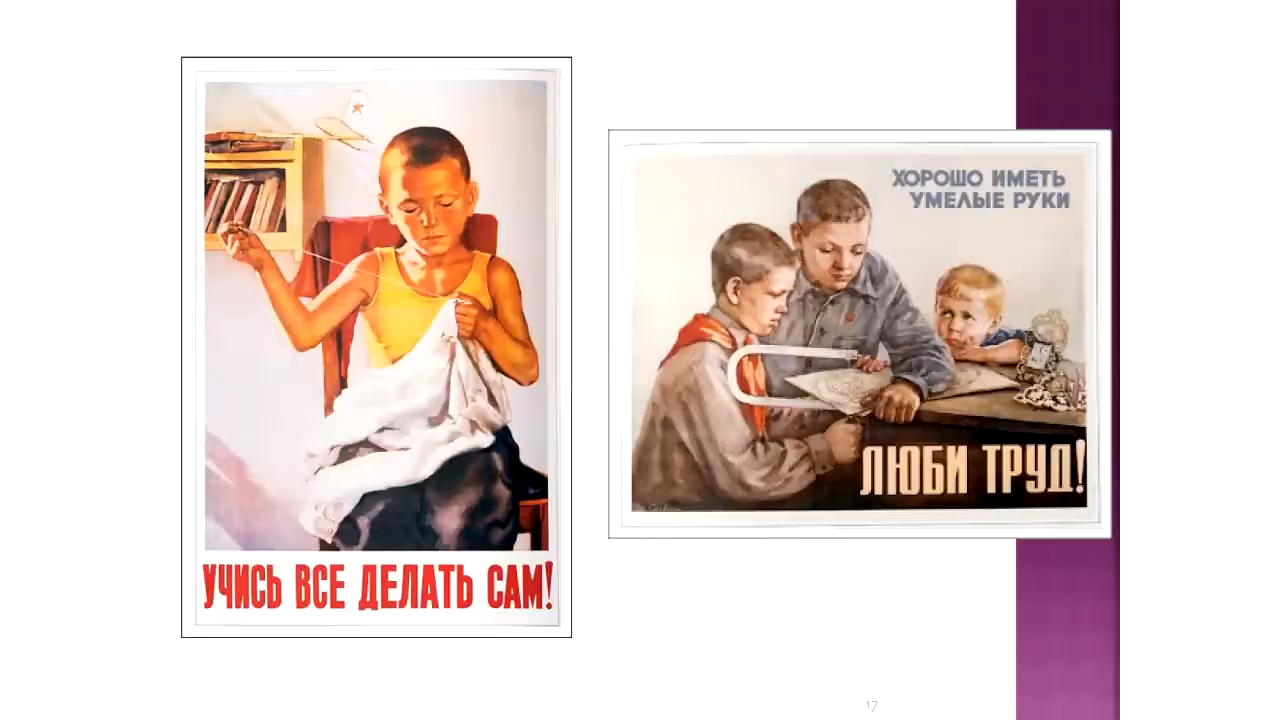 УЧИСЬ ВСЕ ДЕЛАТЬ САМ!
ХОРОШО ИМЕТЬ
УМЕЛЫЕ РУКИ
ЛЮБИ ТРУД!
17